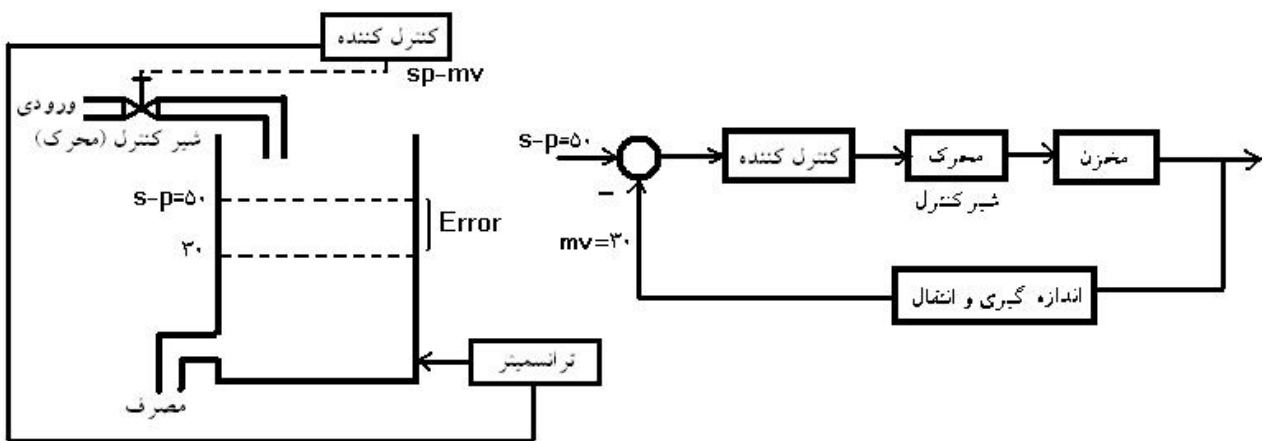 کنترل کننده
sp-mv
ورودی
شیر کنترل (محرک)
s-p=۵۰
Error
۳۰
ترانسمیتر
مصرف
s-p=۵۰
کنترل کننده
محرک
مخزن
شیر کنترل
–
mv=۳۰
اندازه گیری و انتقال